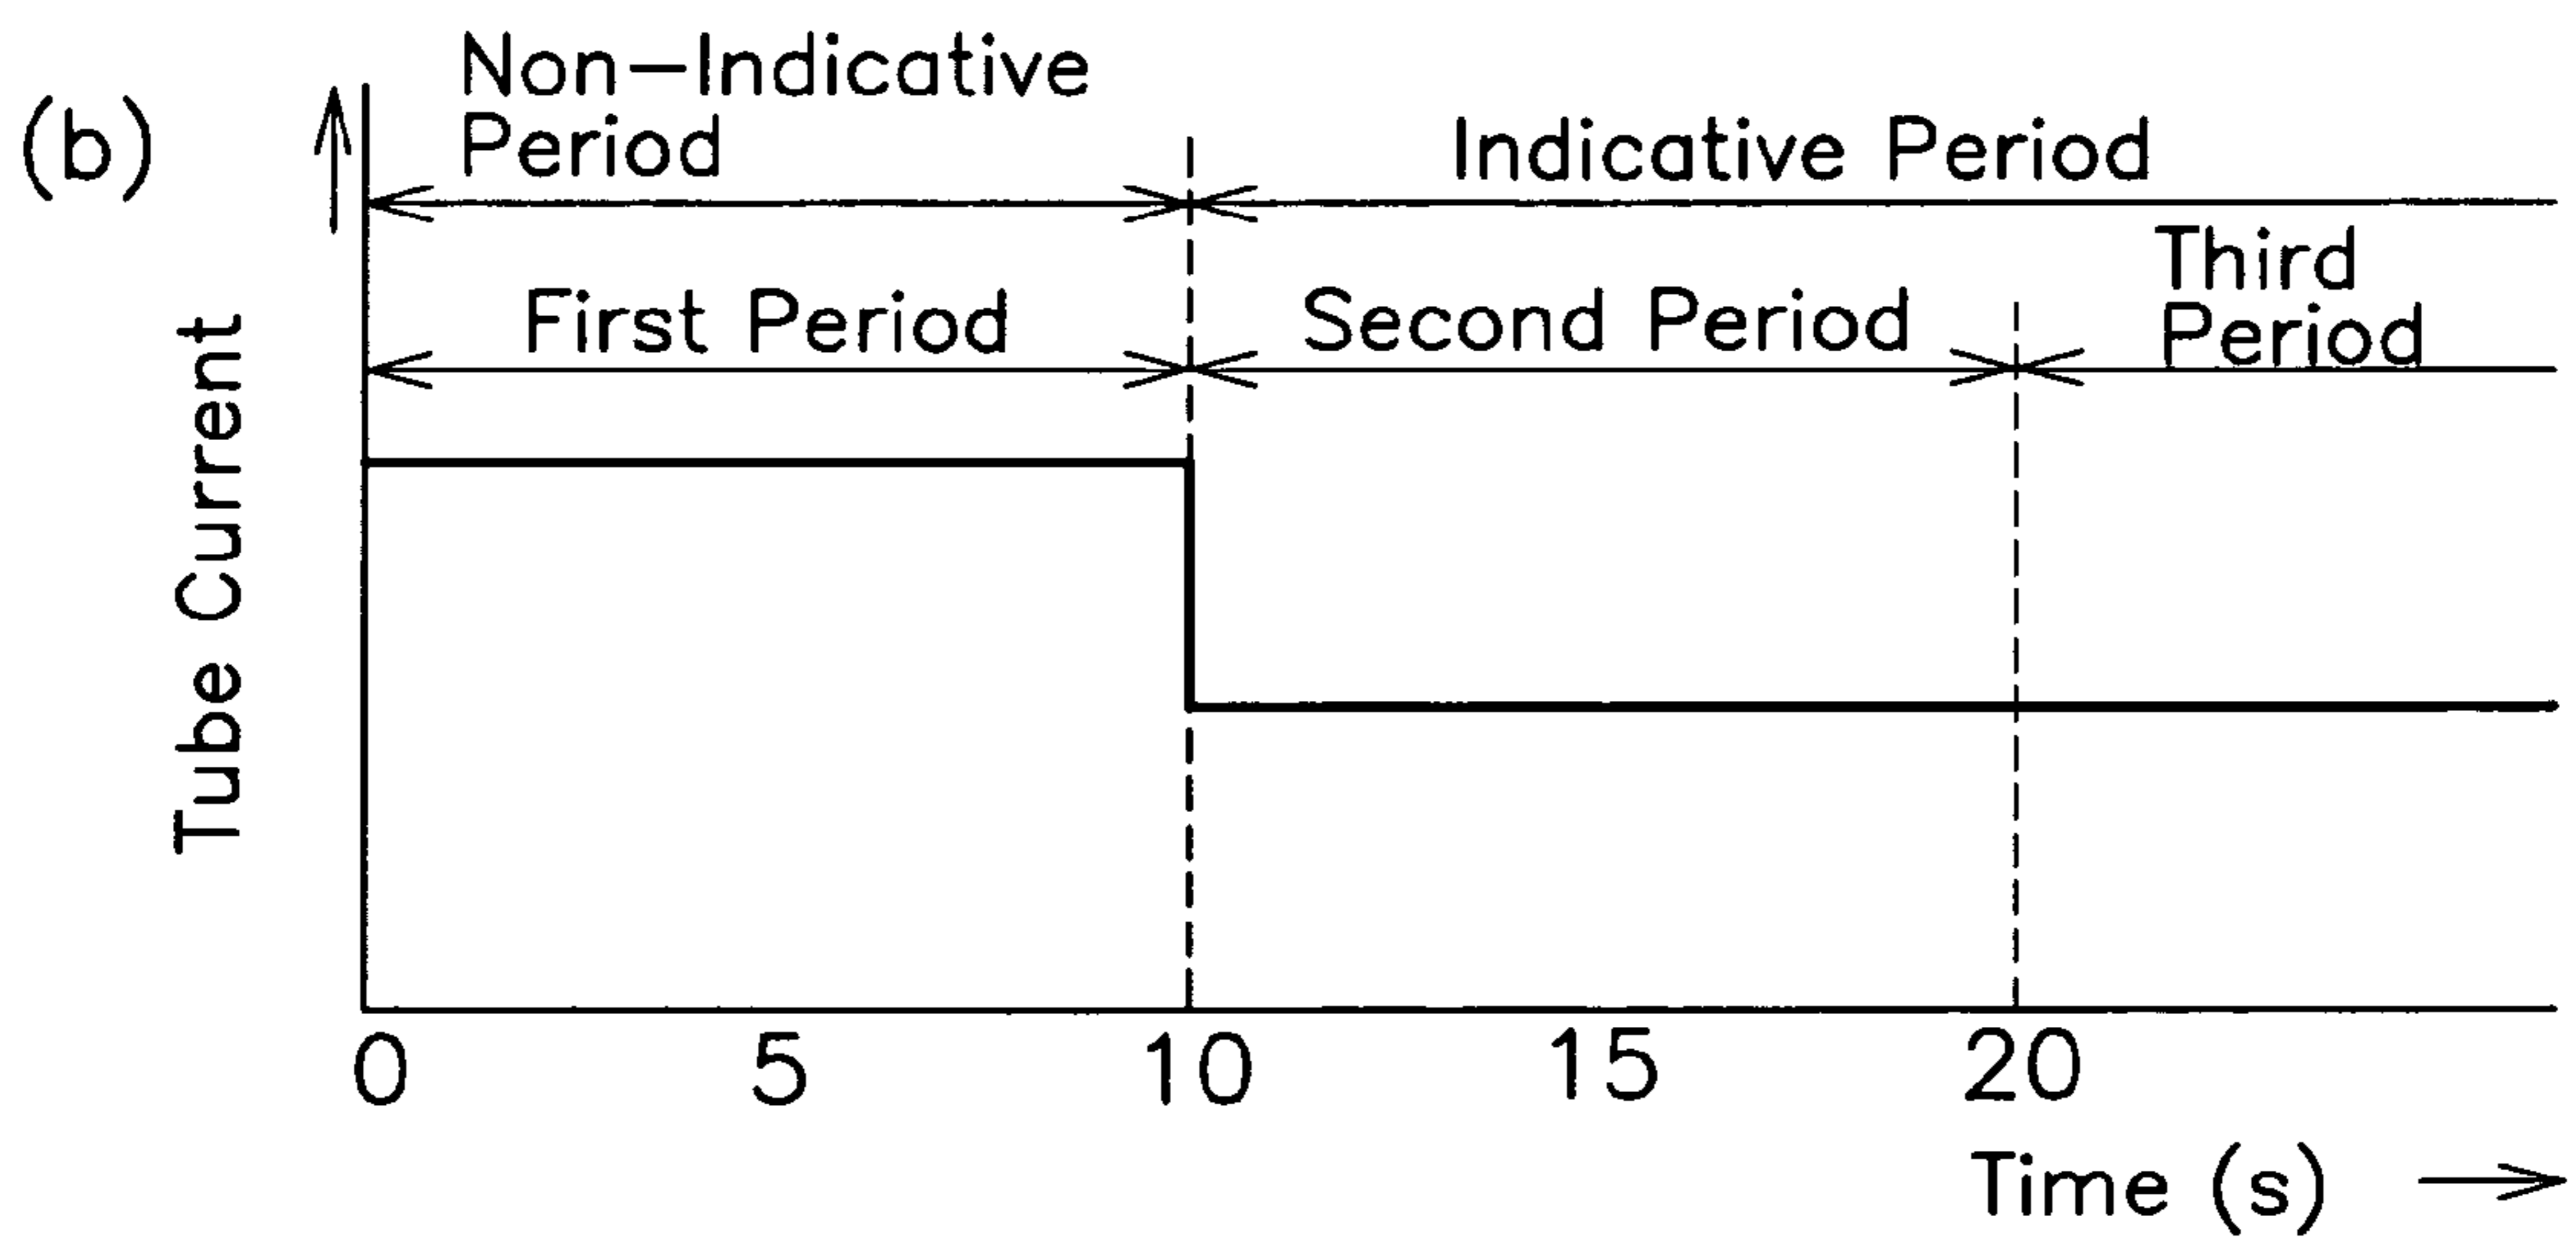 (b)
Non-Indicative
Period
Indicative Period
First Period
Second Period
Third
Period
Tube Current
0 5 10 15 20
Time (s)